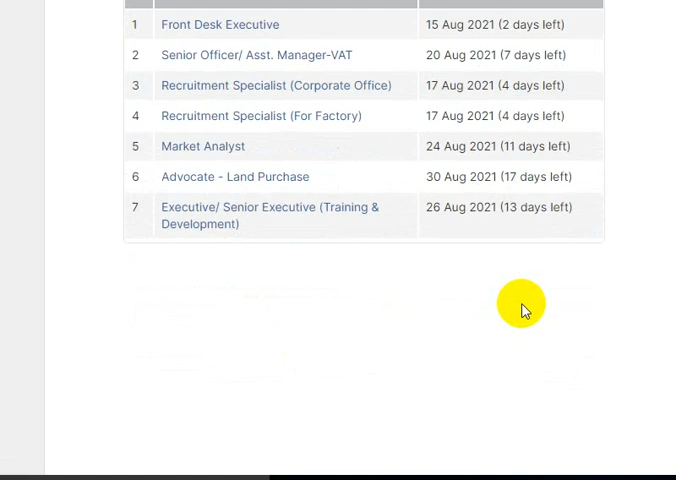 1 Front Desk Executive 15 Aug 2021 (2 days left)
2 Senior Officer/ Asst. Manager-VAT 20 Aug 2021 (7 days left)
3 Recruitment Specialist (Corporate Office) 17 Aug 2021 (4 days left)
4 Recruitment Specialist (For Factory) 17 Aug 2021 (4 days left)
5 Market Analyst 24 Aug 2021 (11 days left)
6 Advocate - Land Purchase 30 Aug 2021 (17 days left)
7 Executive/ Senior Executive (Training & 26 Aug 2021 (13 days left)
Development)